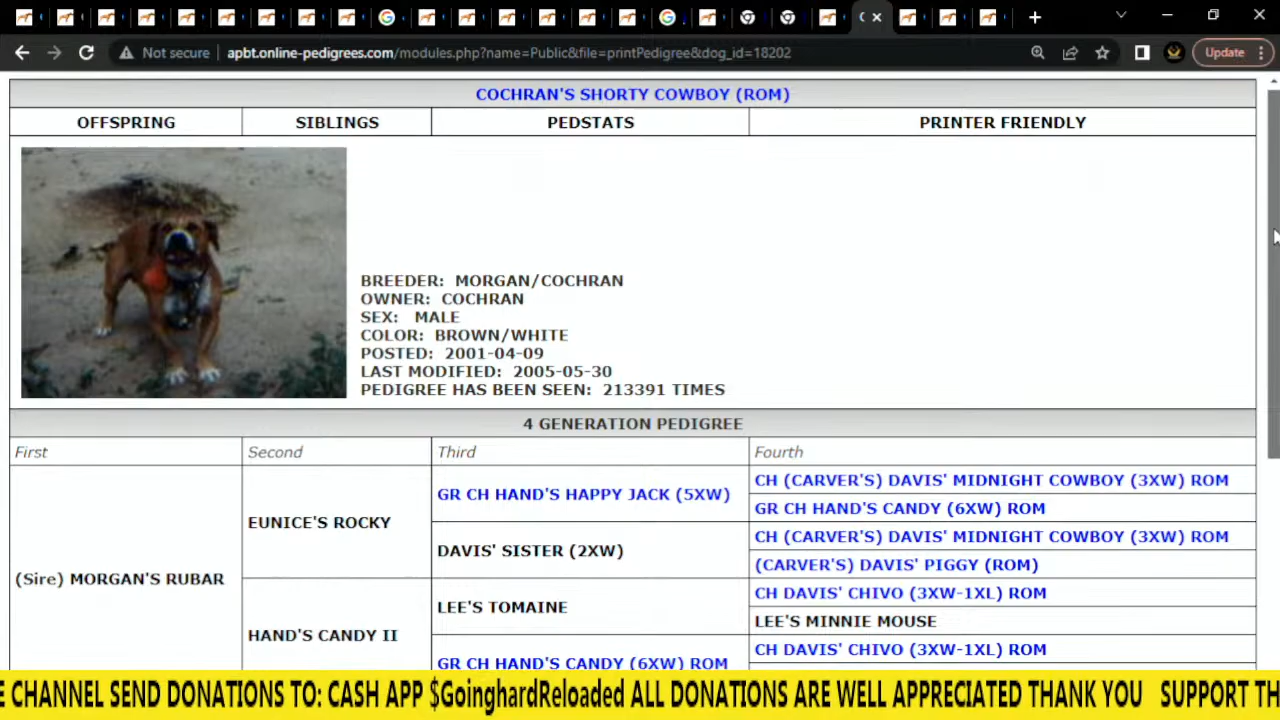 Not secure apbt.online-pedigrees.com/modules.php?name=Public&file=printPedigree&dog_id=18202 Update
COCHRAN'S SHORTY COWBOY (ROM)
OFFSPRING SIBLINGS PEDSTATS PRINTER FRIENDLY
BREEDER: MORGAN/COCHRAN
OWNER: COCHRAN
SEX: MALE
COLOR: BROWN/WHITE
POSTED: 2001-04-09
LAST MODIFIED: 2005-05-30
PEDIGREE HAS BEEN SEEN: 213391 TIMES
4 GENERATION PEDIGREE
First Second Third Fourth
(Sire) MORGAN'S RUBAR
EUNICE'S ROCKY
HAND'S CANDY II
GR CH HAND'S HAPPY JACK (5XW)
DAVIS' SISTER (2XW)
LEE'S TOMAINE
GR CH HAND'S CANDY (6XW) ROM
CH (CARVER'S) DAVIS' MIDNIGHT COWBOY (3XW) ROM
GR CH HAND'S CANDY (6XW) ROM
CH (CARVER'S) DAVIS' MIDNIGHT COWBOY (3XW) ROM
(CARVER'S) DAVIS' PIGGY (ROM)
CH DAVIS' CHIVO (3XW-1XL) ROM
LEE'S MINNIE MOUSE
CH DAVIS' CHIVO (3XW-1XL) ROM
E CHANNEL SEND DONATIONS TO: CASH APP $GoinghardReloaded ALL DONATIONS ARE WELL APPRECIATED THANK YOU SUPPORT TH